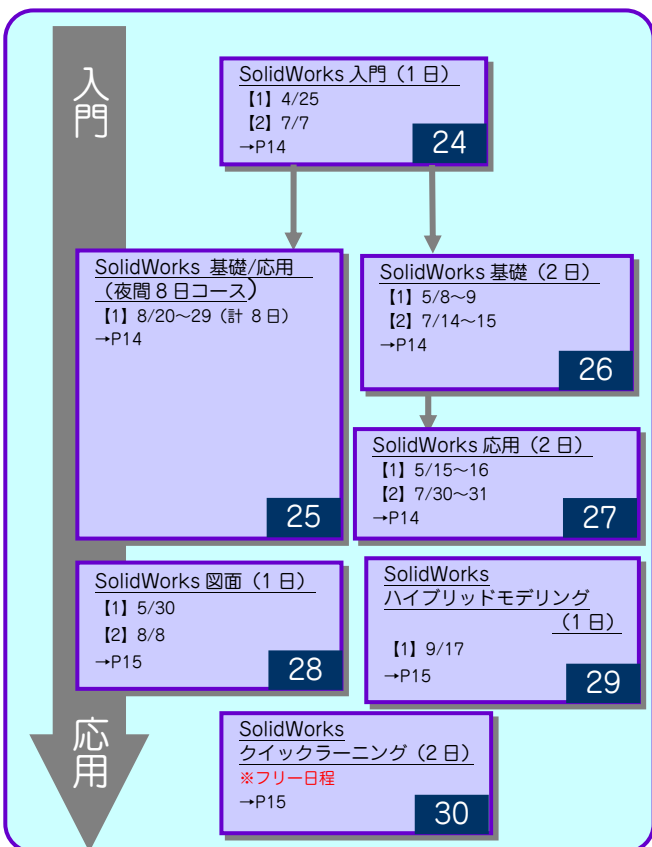 入門
SolidWorks 入門（1 日）
【1】4/25
【2】7/7
→P14
24
SolidWorks 基礎/応用
（夜間 8 日コース）
【1】8/20～29（計 8 日）
→P14
25
SolidWorks 基礎（2 日）
【1】5/8～9
【2】7/14～15
→P14
26
SolidWorks 応用（2 日）
【1】5/15～16
【2】7/30～31
→P14
27
SolidWorks 図面（1 日）
【1】5/30
【2】8/8
→P15
28
SolidWorks
ハイブリッドモデリング
（1 日）
【1】9/17
→P15
29
応用
SolidWorks
クイックラーニング（2 日）
※フリー日程
→P15
30